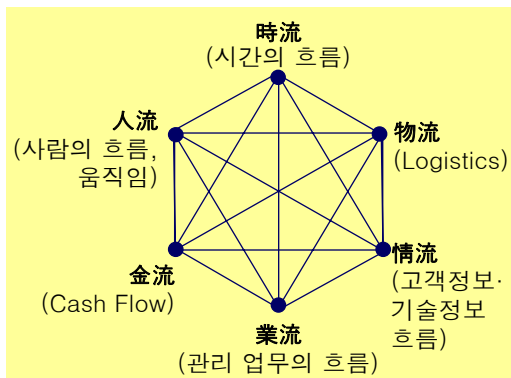 時流
(시간의 흐름)
人流
(사람의 흐름,
움직임)
物流
(Logistics)
金流
(Cash Flow)
情流
(고객정보·
기술정보
흐름)
業流
(관리 업무의 흐름)